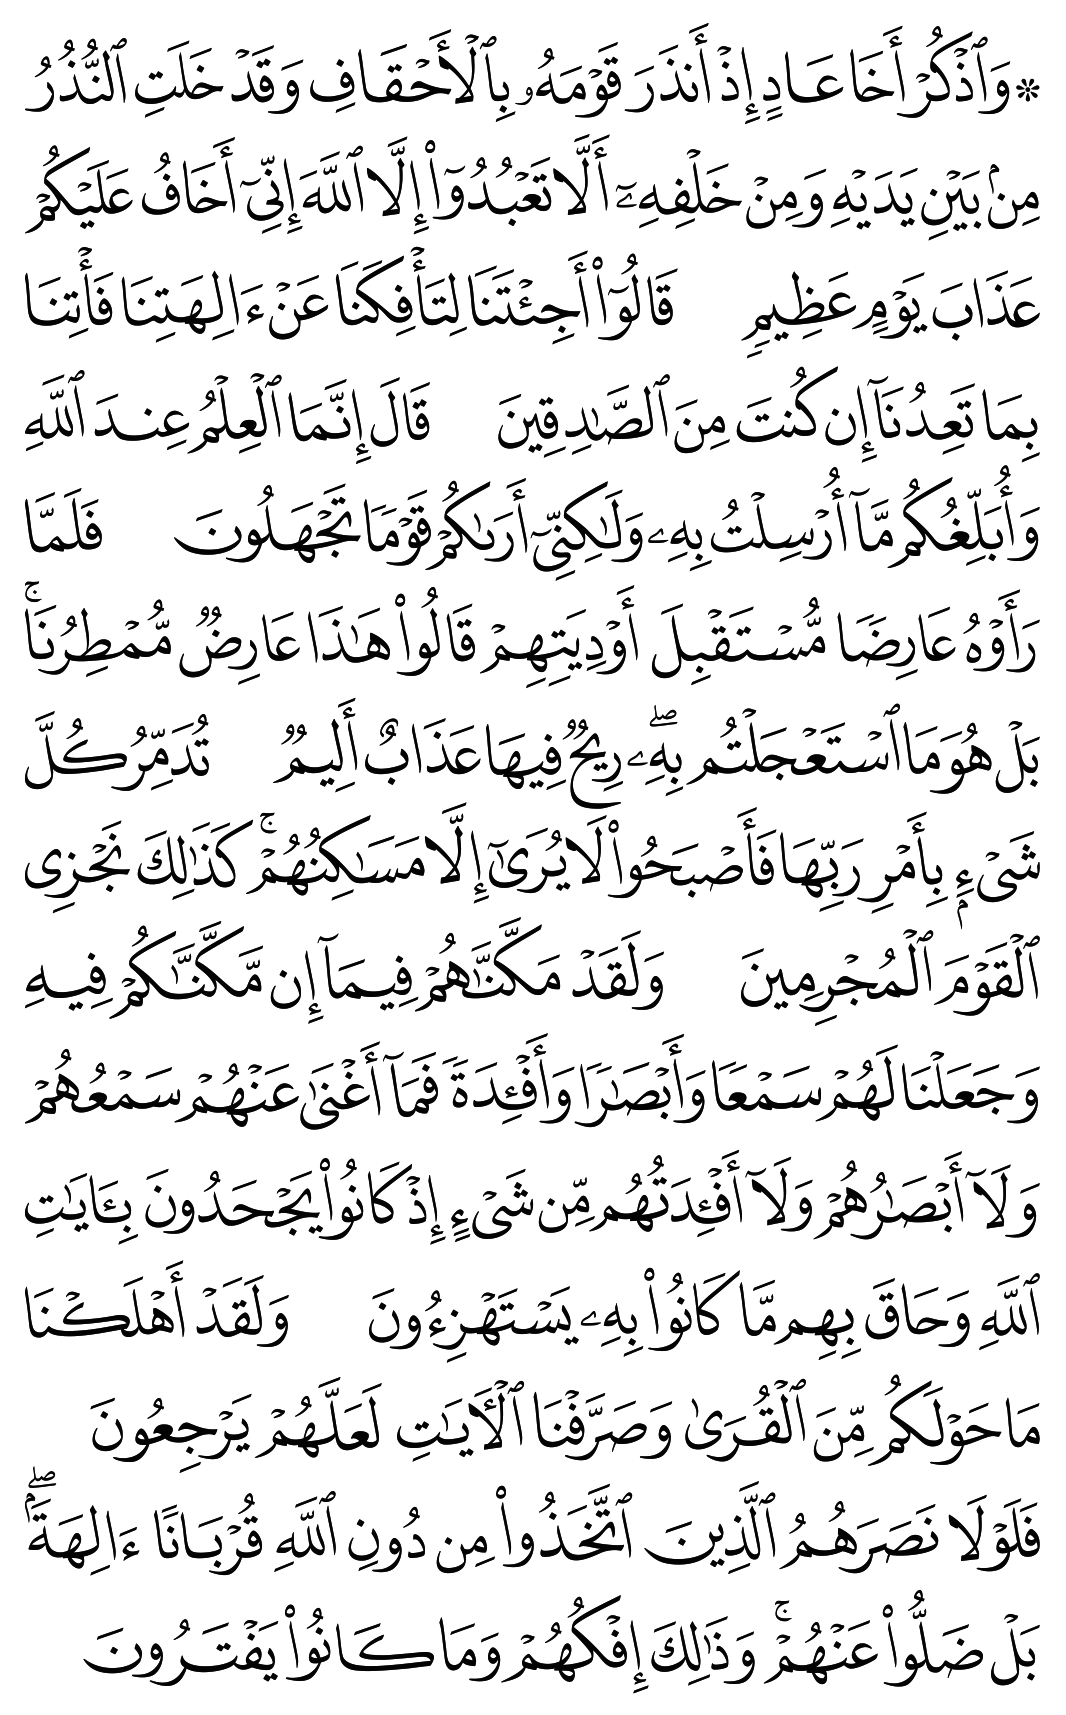 * وَٱذۡكُرۡ أَخَا عَادٍ إِذۡ أَنذَرَ قَوۡمَهُۥ بِٱلۡأَحۡقَافِ وَقَدۡ خَلَتِ ٱلنُّذُرُ
مِنۢ بَيۡنِ يَدَيۡهِ وَمِنۡ خَلۡفِهِۦٓ أَلَّا تَعۡبُدُوٓاْ إِلَّا ٱللَّهَ إِنِّيٓ أَخَافُ عَلَيۡكُمۡ
عَذَابَ يَوۡمٍ عَظِيمٖ قَالُوٓاْ أَجِئۡتَنَا لِتَأۡفِكَنَا عَنۡ ءَالِهَتِنَا فَأۡتِنَا
بِمَا تَعِدُنَآ إِن كُنتَ مِنَ ٱلصَّٰدِقِينَ قَالَ إِنَّمَا ٱلۡعِلۡمُ عِندَ ٱللَّهِ
وَأُبَلِّغُكُم مَّآ أُرۡسِلۡتُ بِهِۦ وَلَٰكِنِّيٓ أَرَىٰكُمۡ قَوۡمٗا تَجۡهَلُونَ فَلَمَّا
رَأَوۡهُ عَارِضٗا مُّسۡتَقۡبِلَ أَوۡدِيَتِهِمۡ قَالُواْ هَٰذَا عَارِضٞ مُّمۡطِرُنَاۚ
بَلۡ هُوَ مَا ٱسۡتَعۡجَلۡتُم بِهِۦۖ رِيحٞ فِيهَا عَذَابٌ أَلِيمٞ تُدَمِّرُ كُلَّ
شَيۡءِۭ بِأَمۡرِ رَبِّهَا فَأَصۡبَحُواْ لَا يُرَىٰٓ إِلَّا مَسَٰكِنُهُمۡۚ كَذَٰلِكَ نَجۡزِي
ٱلۡقَوۡمَ ٱلۡمُجۡرِمِينَ وَلَقَدۡ مَكَّنَّٰهُمۡ فِيمَآ إِن مَّكَّنَّٰكُمۡ فِيهِ
وَجَعَلۡنَا لَهُمۡ سَمۡعٗا وَأَبۡصَٰرٗا وَأَفۡـِٔدَةٗ فَمَآ أَغۡنَىٰ عَنۡهُمۡ سَمۡعُهُمۡ
وَلَآ أَبۡصَٰرُهُمۡ وَلَآ أَفۡـِٔدَتُهُم مِّن شَيۡءٍ إِذۡ كَانُواْ يَجۡحَدُونَ بِـَٔايَٰتِ
ٱللَّهِ وَحَاقَ بِهِم مَّا كَانُواْ بِهِۦ يَسۡتَهۡزِءُونَ وَلَقَدۡ أَهۡلَكۡنَا
مَا حَوۡلَكُم مِّنَ ٱلۡقُرَىٰ وَصَرَّفۡنَا ٱلۡأٓيَٰتِ لَعَلَّهُمۡ يَرۡجِعُونَ
فَلَوۡلَا نَصَرَهُمُ ٱلَّذِينَ ٱتَّخَذُواْ مِن دُونِ ٱللَّهِ قُرۡبَانًا ءَالِهَةَۢۖ
بَلۡ ضَلُّواْ عَنۡهُمۡۚ وَذَٰلِكَ إِفۡكُهُمۡ وَمَا كَانُواْ يَفۡتَرُونَ